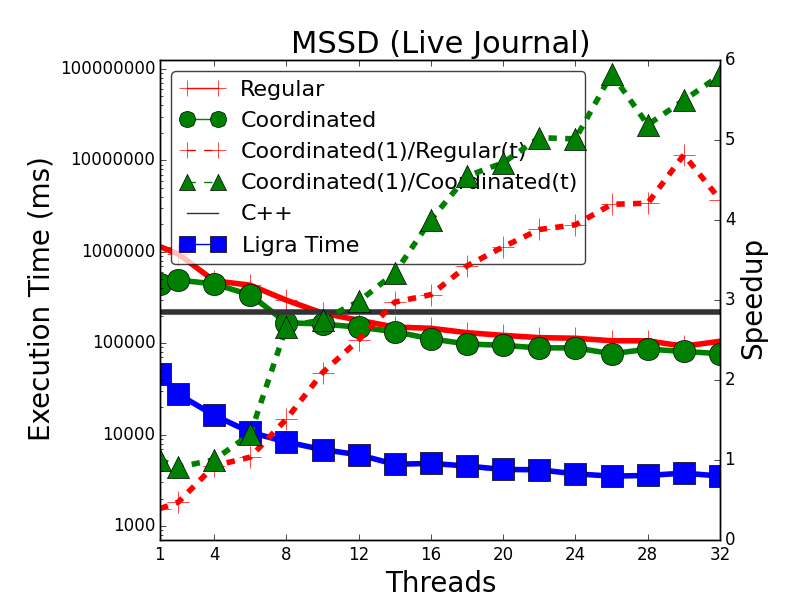 MSSD (Live Journal)
Regular
Coordinated
Coordinated(1)/Regular(t)
Coordinated(1)/Coordinated(t)
C++
Ligra Time
Execution Time (ms)
100000000
10000000
1000000
100000
10000
1000
Speedup
6
5
4
3
2
1
0
1 4 8 12 16 20 24 28 32
Threads